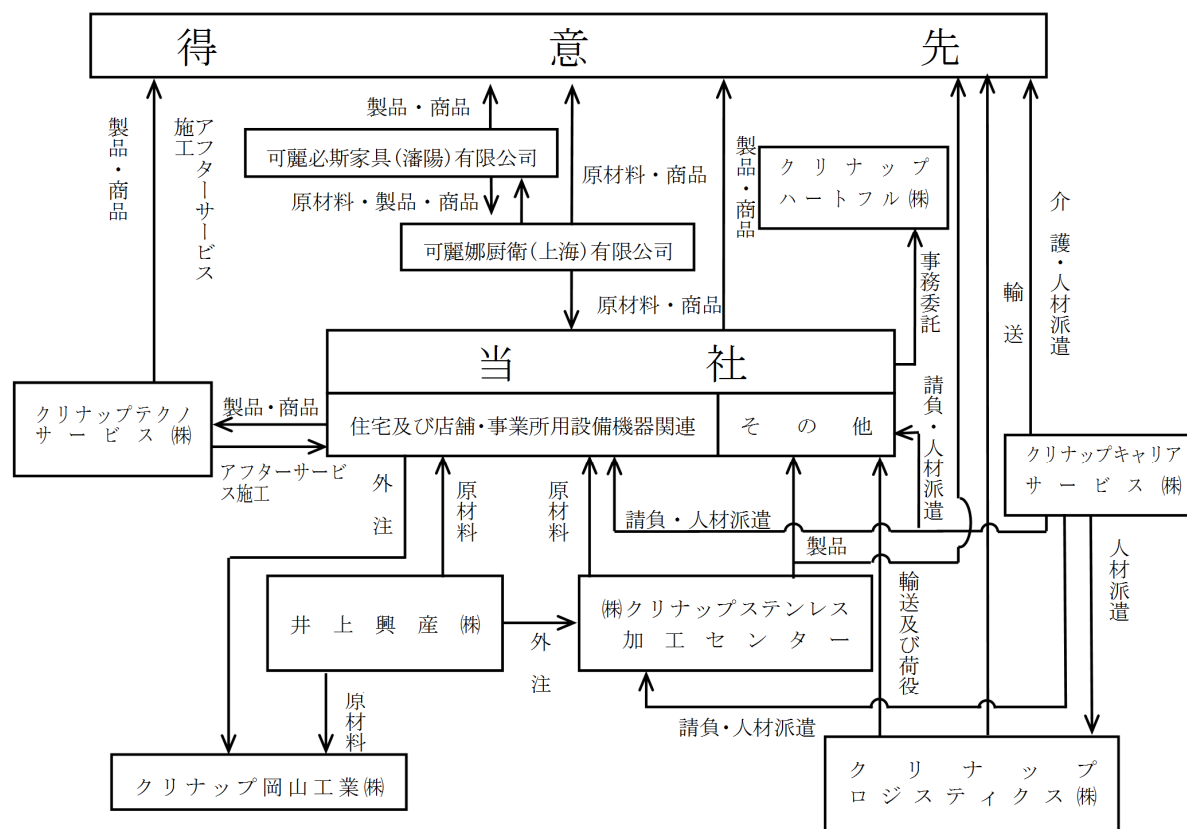 得意先
製品・商品
アフターサービス
施工
製品・商品
可麗必斯家具(瀋陽)有限公司
原材料・製品・商品
原材料・商品
可麗娜厨衛(上海)有限公司
原材料・商品
製品・商品
クリナップ
ハートフル㈱
事務委託
輸送
介護・人材派遣
当社
住宅及び店舗・事業所用設備機器関連
その他
クリナップテクノ
サービス㈱
製品・商品
アフターサービ
ス施工
請負・人材派遣
クリナップキャリア
サービス㈱
外注
原材料
原材料
請負・人材派遣
製品
人材派遣
井上興産㈱
外注
㈱クリナップステンレス
加工センター
輸送及び荷役
原材料
請負・人材派遣
クリナップ岡山工業㈱
クリナップ
ロジスティクス㈱